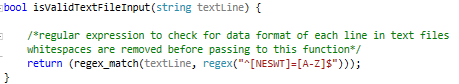 bool isValidTextFileInput(string textLine) {
/*regular expression to check for data format of each line in text files
whitespaces are removed before passing to this function*/
return (regex_match(textLine, regex("^[NESWT]=[A-Z]$")));
}